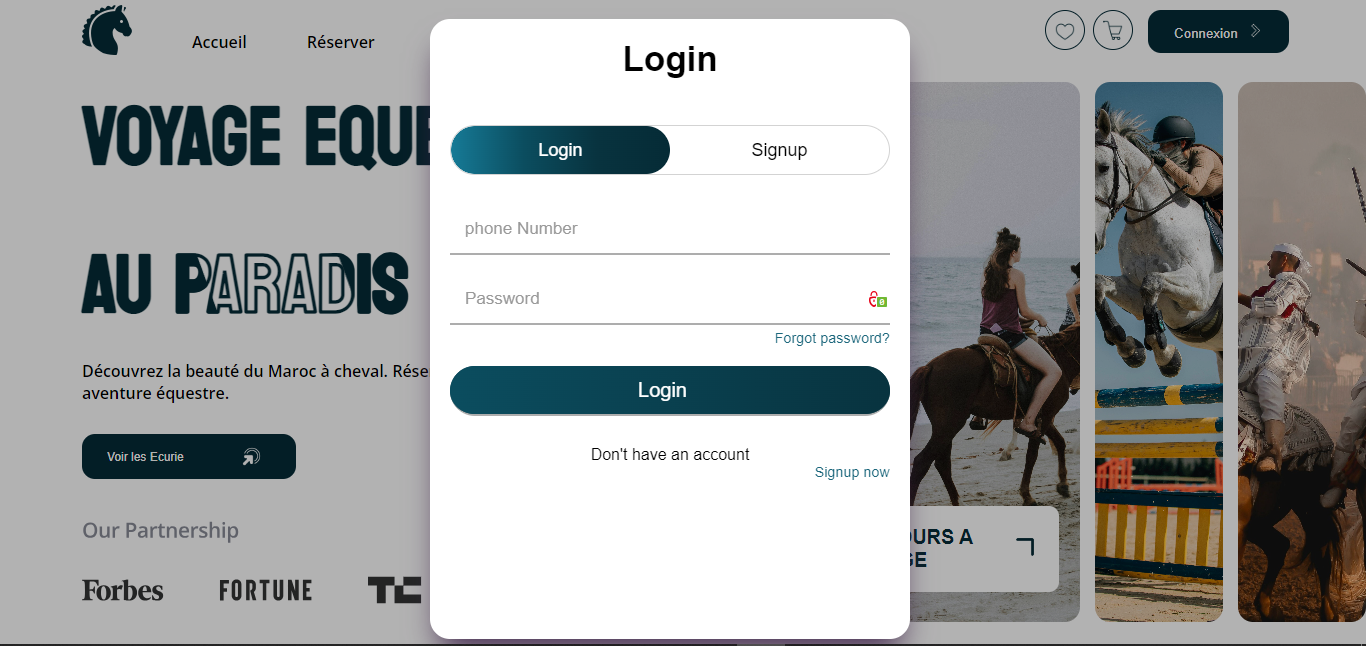 Accueil
Réserver
Connexion
VOYAGE EQUE
AU PARADIS
Découvrez la beauté du Maroc à cheval. Rése
aventure équestre.
Voir les Ecurie
Our Partnership
Forbes
FORTUNE
TC
Login
Login
Signup
phone Number
Password
Forgot password?
Login
Don't have an account
Signup now
OURS A
GE